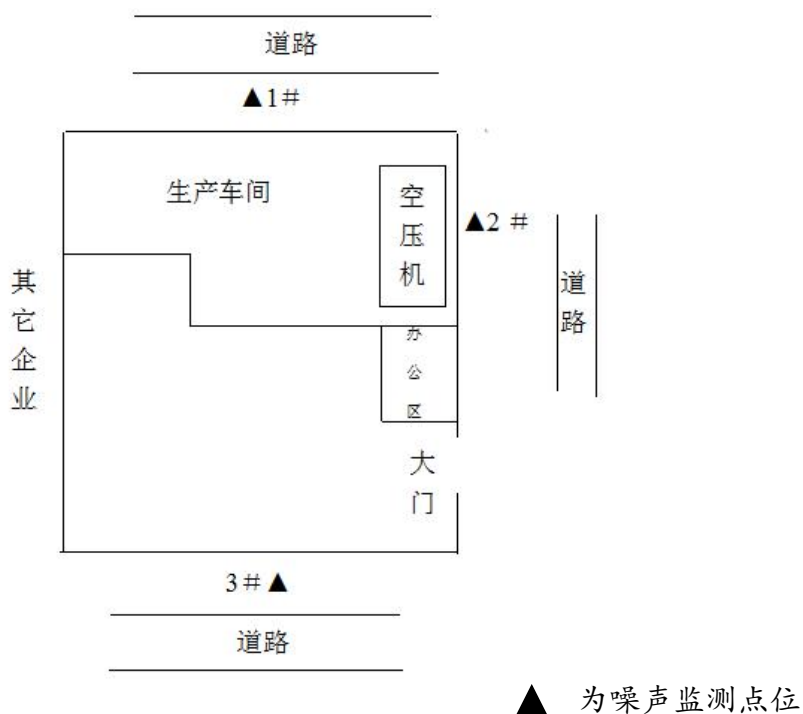 道路
▲1#
生产车间
空压机
▲2 #
道路
其它企业
办公区
大门
3#▲
道路
▲ 为噪声监测点位